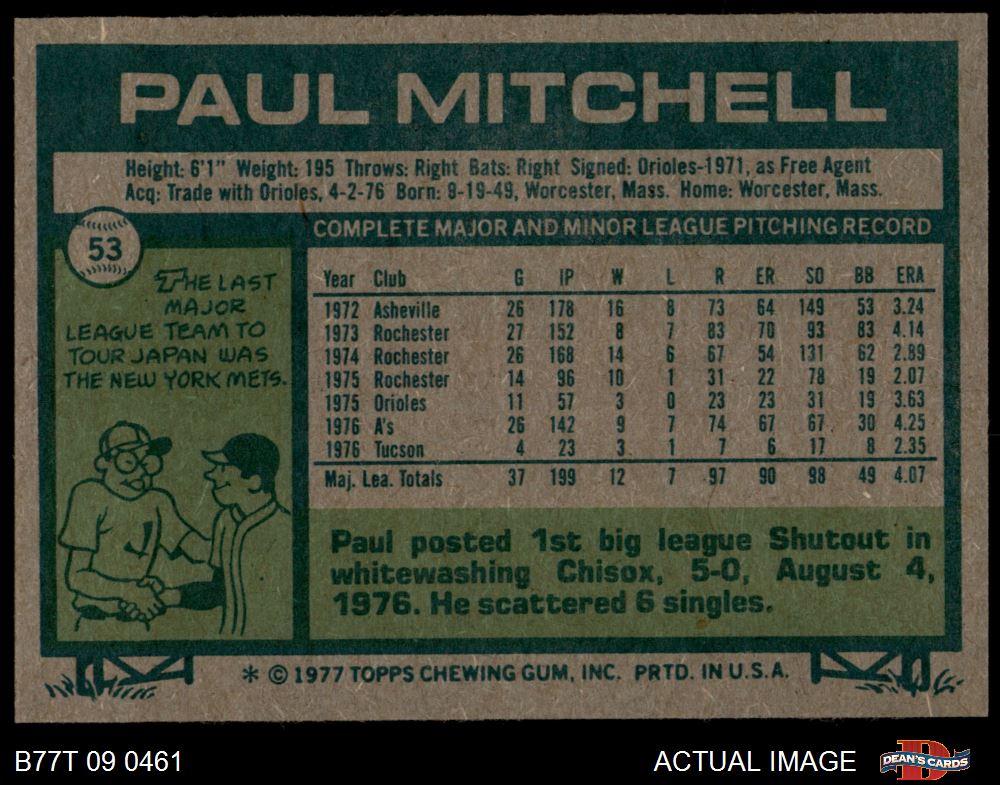 PAUL MITCHELL
Height: 6'1" Weight: 195 Throws: Right Bats: Right Signed: Orioles-1971, as Free Agent
Acq: Trade with Orioles, 4-2-76 Born: 8-19-49, Worcester, Mass. Home: Worcester, Mass.
53
THE LAST
MAJOR
LEAGUE TEAM TO
TOUR JAPAN WAS
THE NEW YORK METS.
COMPLETE MAJOR AND MINOR LEAGUE PITCHING RECORD
Year Club G IP W L R ER SO BB ERA
1972 Asheville 26 178 16 8 73 64 149 53 3.24
1973 Rochester 27 152 8 7 83 70 93 83 4.14
1974 Rochester 26 168 14 6 67 54 131 62 2.89
1975 Rochester 14 96 10 1 31 22 78 19 2.07
1975 Orioles 11 57 3 0 23 23 31 19 3.63
1976 A's 26 142 9 7 74 67 67 30 4.25
1976 Tucson 4 23 3 1 7 6 17 8 2.35
Maj. Lea. Totals 37 199 12 7 97 90 98 49 4.07
Paul posted 1st big league Shutout in
whitewashing Chisox, 5-0, August 4,
1976. He scattered 6 singles.
* © 1977 TOPPS CHEWING GUM, INC. PRTD. IN U.S.A.
B77T 09 0461
ACTUAL IMAGE
D
DEAN'S CARDS